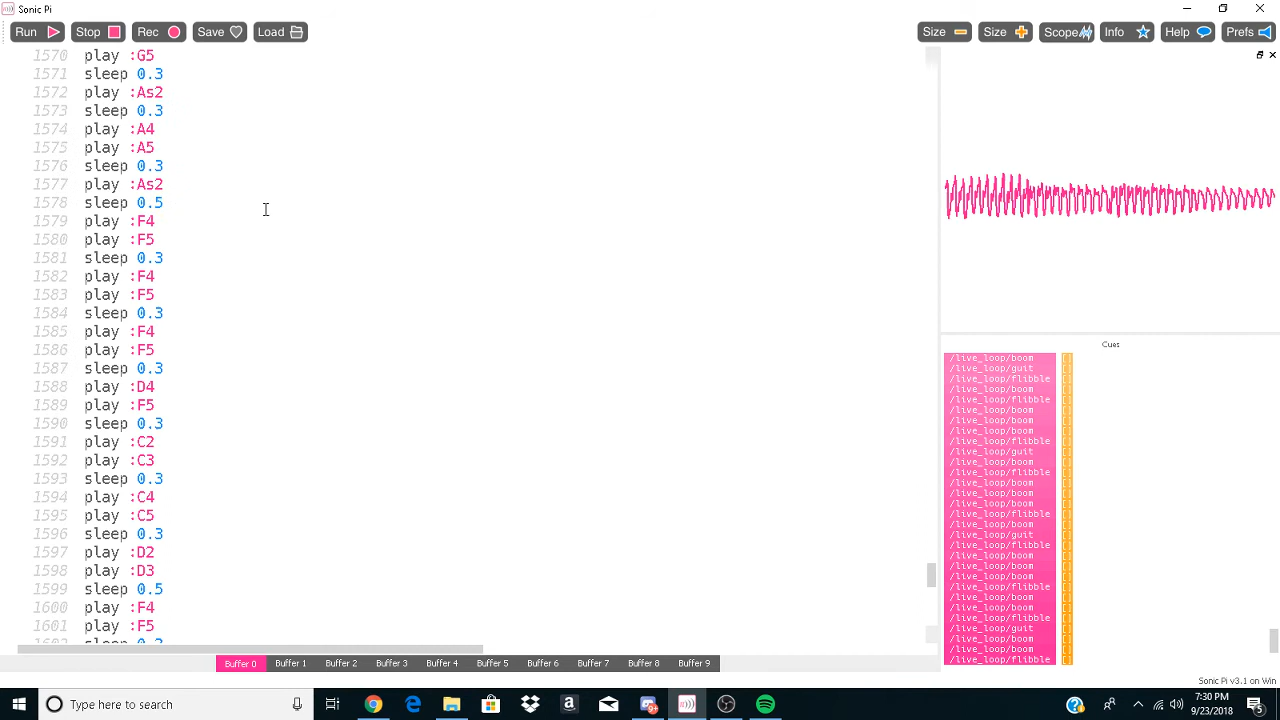 Sonic Pi
Run Stop Rec Save Load Size Size Scope Info Help Prefs
1570 play :G5
1571 sleep 0.3
1572 play :As2
1573 sleep 0.3
1574 play :A4
1575 play :A5
1576 sleep 0.3
1577 play :As2
1578 sleep 0.5
1579 play :F4
1580 play :F5
1581 sleep 0.3
1582 play :F4
1583 play :F5
1584 sleep 0.3
1585 play :F4
1586 play :F5
1587 sleep 0.3
1588 play :D4
1589 play :F5
1590 sleep 0.3
1591 play :C2
1592 play :C3
1593 sleep 0.3
1594 play :C4
1595 play :C5
1596 sleep 0.3
1597 play :D2
1598 play :D3
1599 sleep 0.5
1600 play :F4
1601 play :F5
1602 sleep 0.3
Cues
/live_loop/boom []
/live_loop/guit []
/live_loop/flibble []
/live_loop/boom []
/live_loop/flibble []
/live_loop/boom []
/live_loop/boom []
/live_loop/boom []
/live_loop/flibble []
/live_loop/guit []
/live_loop/boom []
/live_loop/flibble []
/live_loop/boom []
/live_loop/boom []
/live_loop/boom []
/live_loop/flibble []
/live_loop/boom []
/live_loop/guit []
/live_loop/flibble []
/live_loop/boom []
/live_loop/boom []
/live_loop/boom []
/live_loop/flibble []
/live_loop/boom []
/live_loop/boom []
/live_loop/flibble []
/live_loop/guit []
/live_loop/boom []
/live_loop/boom []
/live_loop/flibble []
Buffer 0 Buffer 1 Buffer 2 Buffer 3 Buffer 4 Buffer 5 Buffer 6 Buffer 7 Buffer 8 Buffer 9
Sonic Pi v3.1 on Win
Type here to search
7:30 PM
9/23/2018